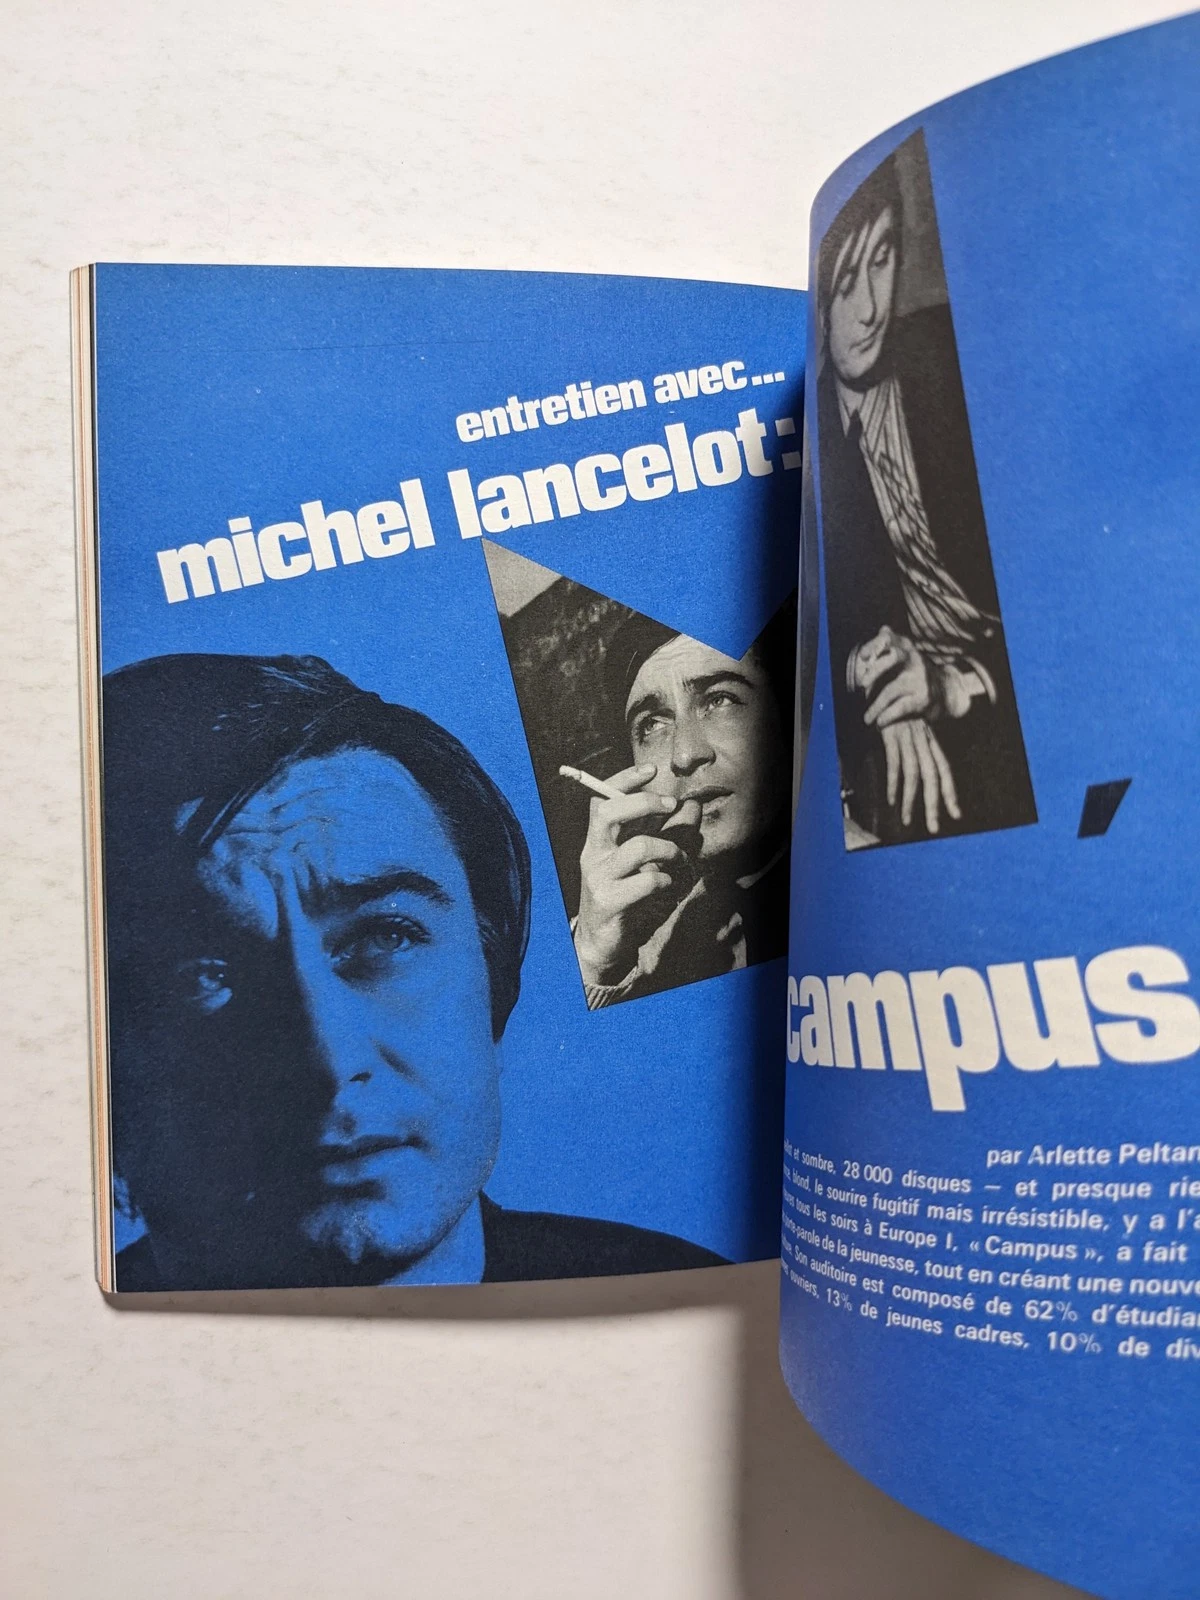 entretien avec...
michel lancelot:
campus
par Arlette Peltan
et sombre, 28 000 disques — et presque rie
blond, le sourire fugitif mais irrésistible, y a l'a
tous les soirs à Europe I, « Campus », a fait
porte-parole de la jeunesse, tout en créant une nouve
Son auditoire est composé de 62% d'étudian
ouvriers, 13% de jeunes cadres, 10% de div